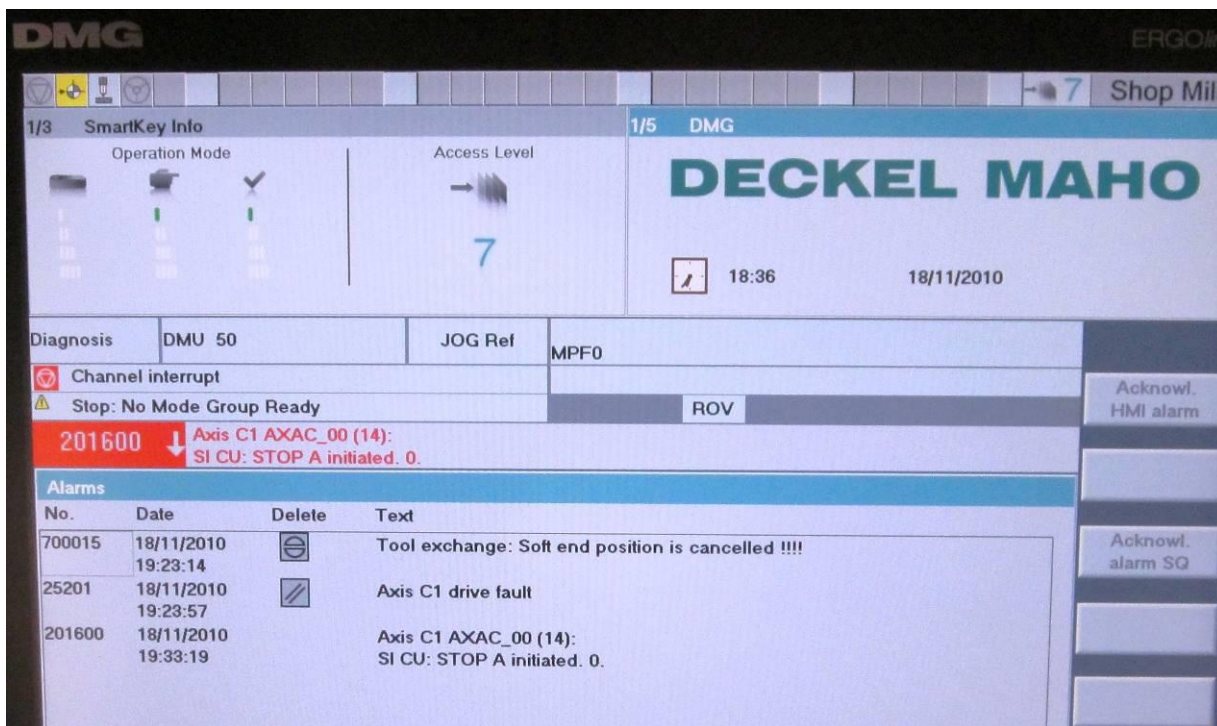 DMG
ERGO
7 Shop Mil
1/3 SmartKey Info
1/5 DMG
Operation Mode
Access Level
DECKEL MAHO
7
18:36 18/11/2010
Diagnosis DMU 50 JOG Ref MPF0
Channel interrupt
Stop: No Mode Group Ready
ROV
Acknowl.
HMI alarm
201600 Axis C1 AXAC_00 (14):
SI CU: STOP A initiated. 0.
Alarms
No. Date Delete Text
700015 18/11/2010 Tool exchange: Soft end position is cancelled !!!!
19:23:14
Acknowl.
alarm SQ
25201 18/11/2010 Axis C1 drive fault
19:23:57
201600 18/11/2010 Axis C1 AXAC_00 (14):
19:33:19 SI CU: STOP A initiated. 0.